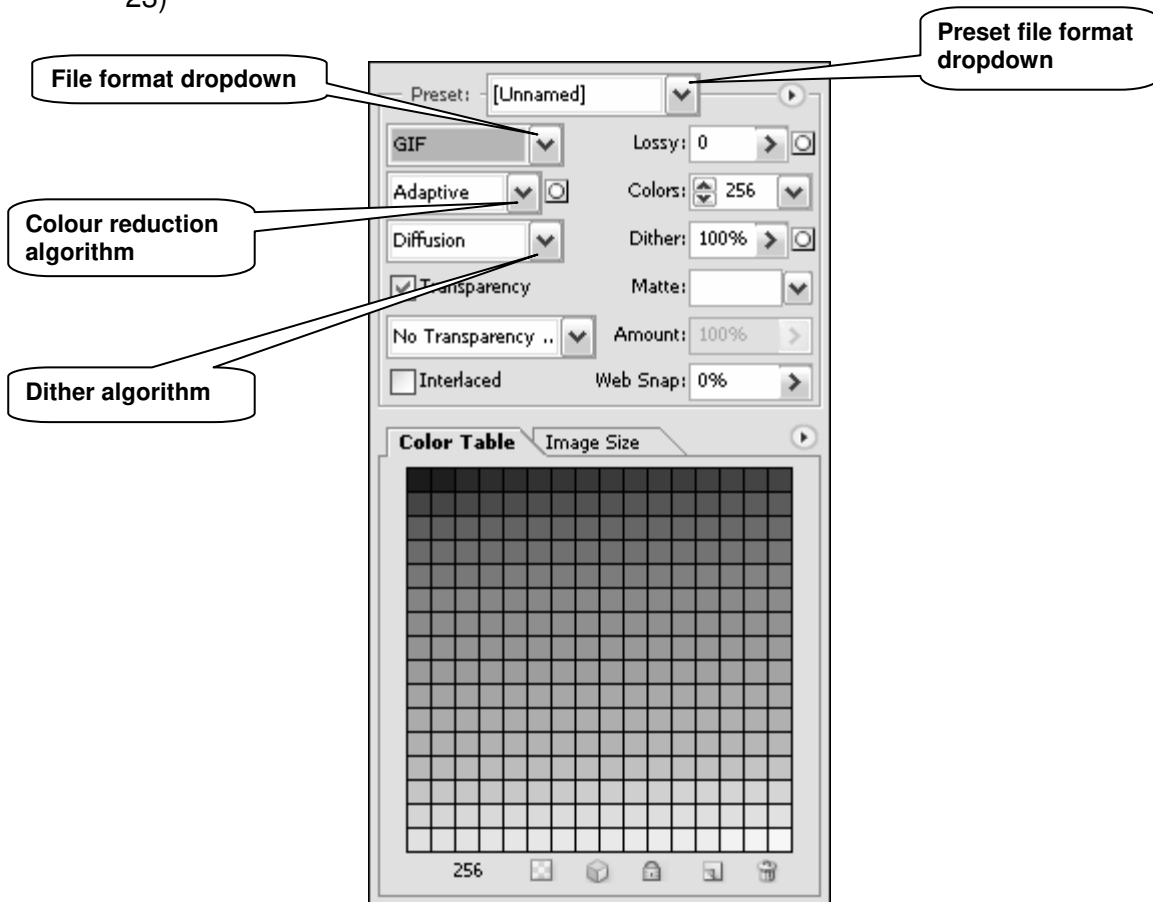 23)
Preset file format
dropdown
File format dropdown
Preset: [Unnamed]
GIF Lossy: 0
Adaptive Colors: 256
Colour reduction
algorithm
Diffusion Dither: 100%
Transparency Matte:
No Transparency .. Amount: 100%
Dither algorithm
Interlaced Web Snap: 0%
Color Table Image Size
256